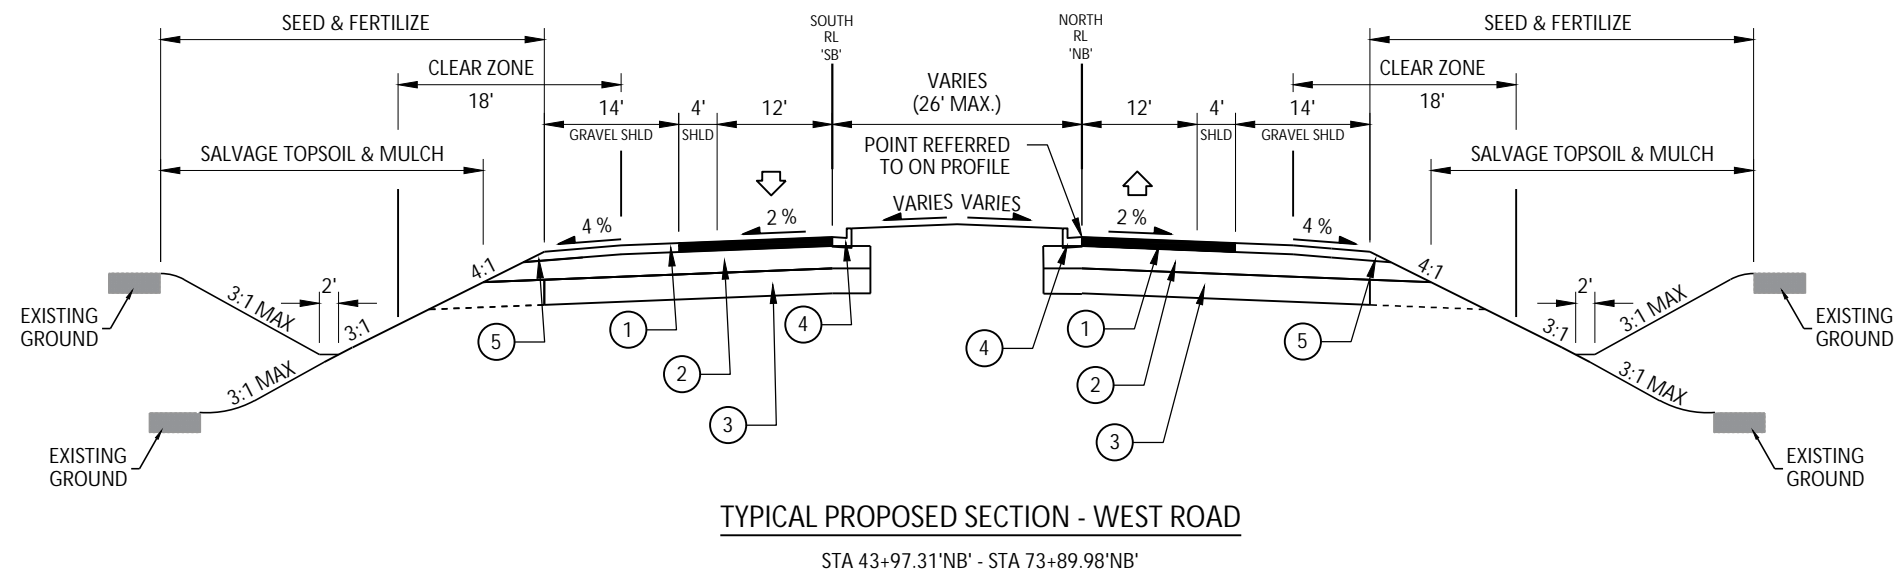 SEED & FERTILIZE
SOUTH
RL
'SB'
NORTH
RL
'NB'
SEED & FERTILIZE
CLEAR ZONE
18'
VARIES
(26' MAX.)
CLEAR ZONE
18'
14'
4'
12'
12'
4'
14'
GRAVEL SHLD
SHLD
SHLD
GRAVEL SHLD
SALVAGE TOPSOIL & MULCH
POINT REFERRED
TO ON PROFILE
SALVAGE TOPSOIL & MULCH
4 %
2 %
VARIES
VARIES
2 %
4 %
4:1
4:1
3:1 MAX
2'
3:1
3:1
2'
3:1 MAX
EXISTING
GROUND
EXISTING
GROUND
5
1
4
4
1
5
2
2
3:1 MAX
3:1 MAX
3
3
EXISTING
GROUND
EXISTING
GROUND
TYPICAL PROPOSED SECTION - WEST ROAD
STA 43+97.31'NB' - STA 73+89.98'NB'